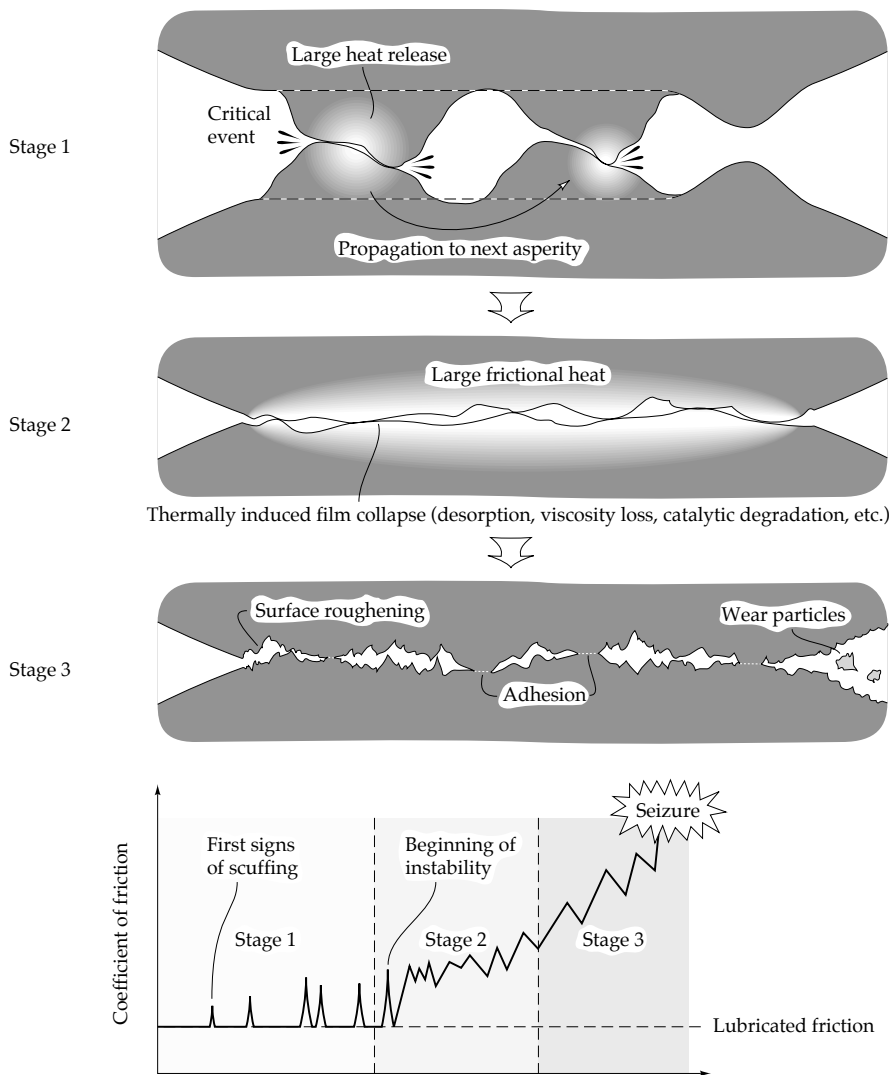 Large heat release
Critical
event
Stage 1
Propagation to next asperity
Large frictional heat
Stage 2
Thermally induced film collapse (desorption, viscosity loss, catalytic degradation, etc.)
Surface roughening
Wear particles
Stage 3
Adhesion
Seizure
First signs
of scuffing
Beginning of
instability
Coefficient of friction
Stage 1
Stage 2
Stage 3
Lubricated friction